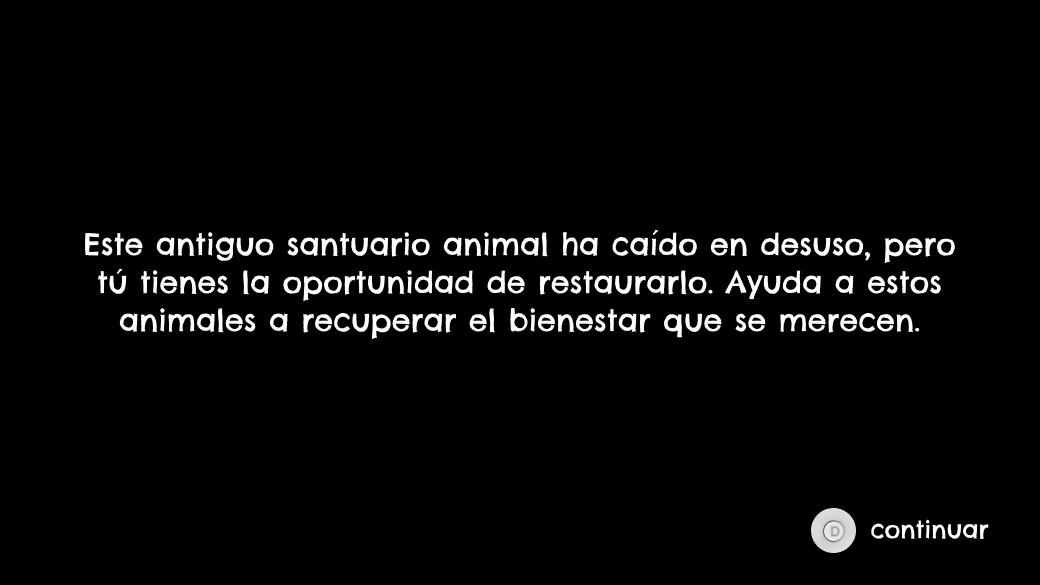 Este antiguo santuario animal ha caído en desuso, pero
tú tienes la oportunidad de restaurarlo. Ayuda a estos
animales a recuperar el bienestar que se merecen.
D continuar